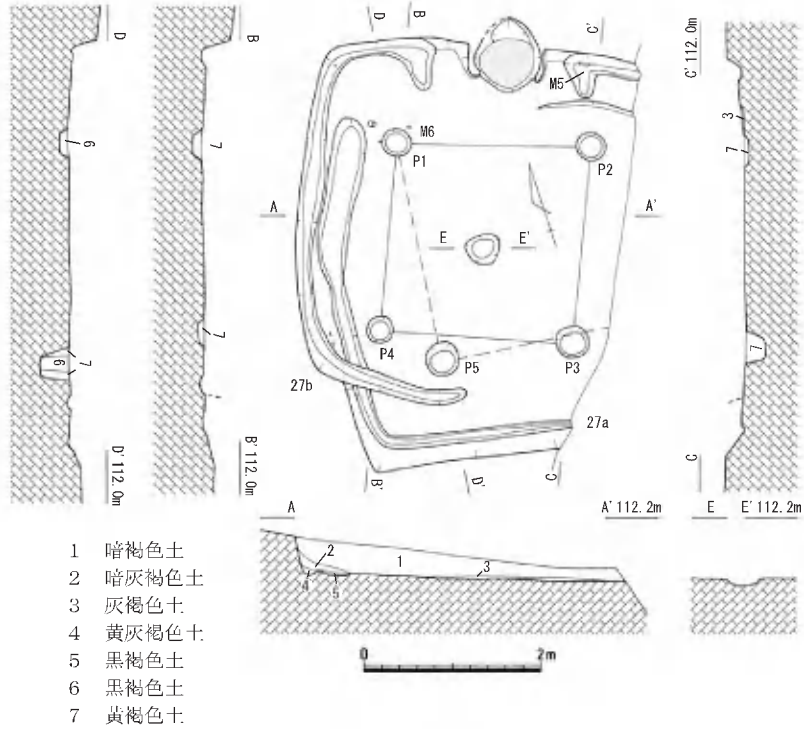 D
B
D
B
C'
C' 112.0m
M5
3
7
6
7
M6
P1
P2
A
A'
E
E'
7
7
6
7
P4
P5
P3
27b
27a
D' 112.0m
B' 112.0m
B'
D'
C
C
A
A' 112.2m
E
E' 112.2m
1
2
3
4
5
1 暗褐色土
2 暗灰褐色土
3 灰褐色土
4 黄灰褐色土
5 黒褐色土
6 黒褐色土
7 黄褐色土
0
2m